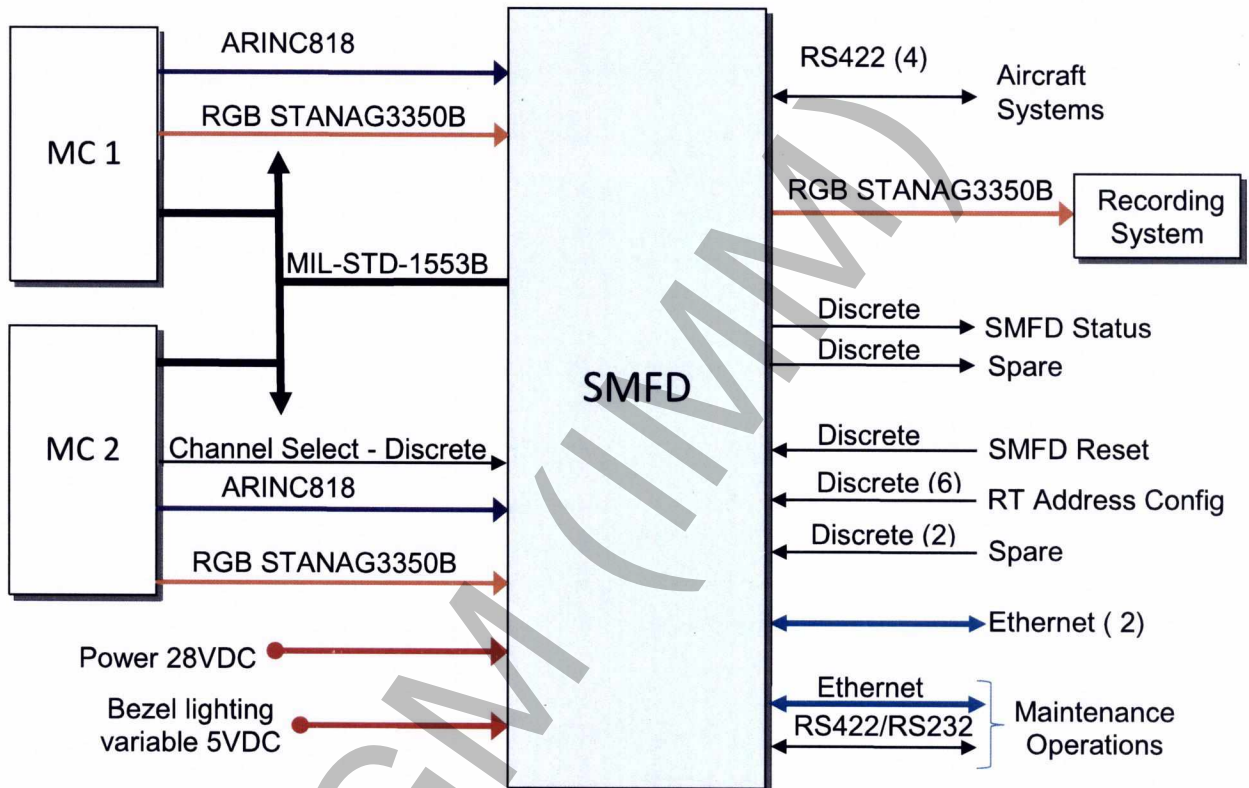 MC 1
ARINC818
RGB STANAG3350B
MIL-STD-1553B
MC 2
Channel Select - Discrete
ARINC818
RGB STANAG3350B
Power 28VDC
Bezel lighting
variable 5VDC
SMFD
RS422 (4)
Aircraft
Systems
RGB STANAG3350B
Recording
System
Discrete
SMFD Status
Discrete
Spare
Discrete
SMFD Reset
Discrete (6)
RT Address Config
Discrete (2)
Spare
Ethernet ( 2)
Ethernet
RS422/RS232
Maintenance
Operations
GM (IMM)